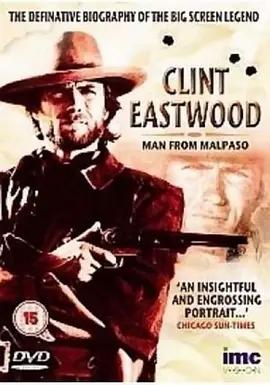 THE DEFINITIVE BIOGRAPHY OF THE BIG SCREEN LEGEND
CLINT
EASTWOOD
MAN FROM MALPASO
'AN INSIGHTFUL
AND ENGROSSING
PORTRAIT...'
CHICAGO SUN-TIMES
15
DVD
imc
VISION